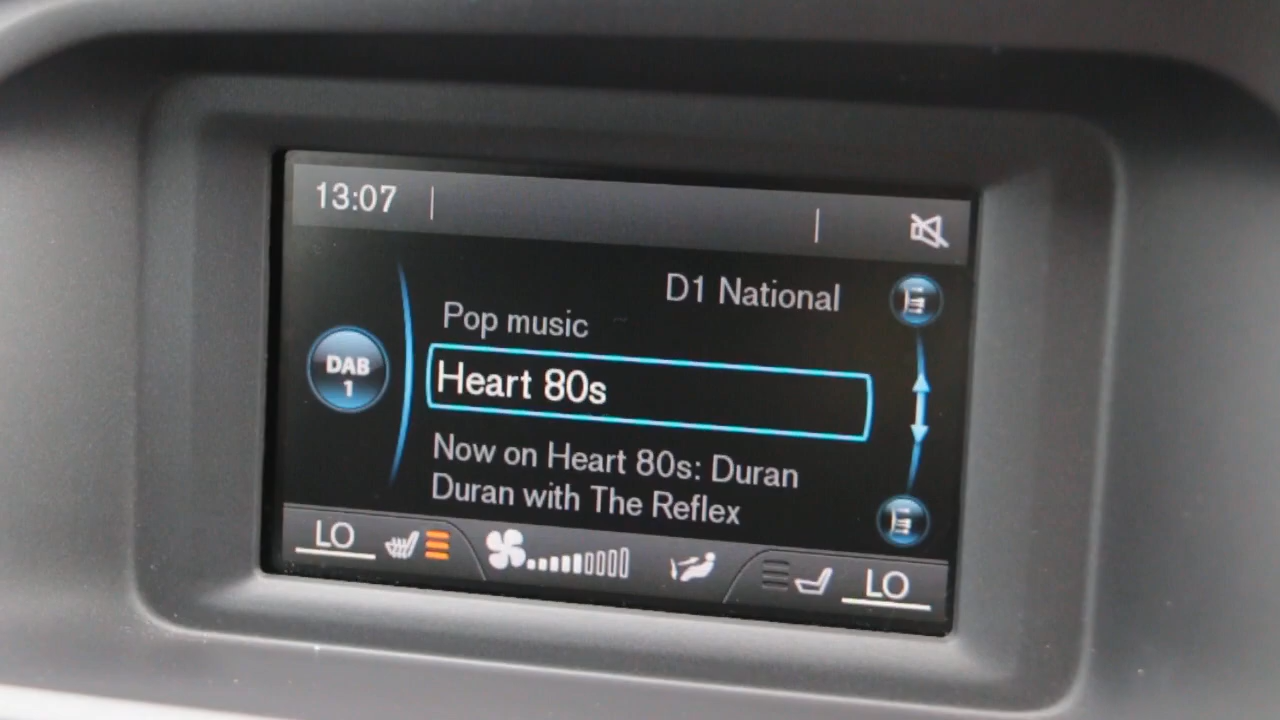 13:07
D1 National
Pop music
DAB
1
Heart 80s
Now on Heart 80s: Duran
Duran with The Reflex
LO
LO